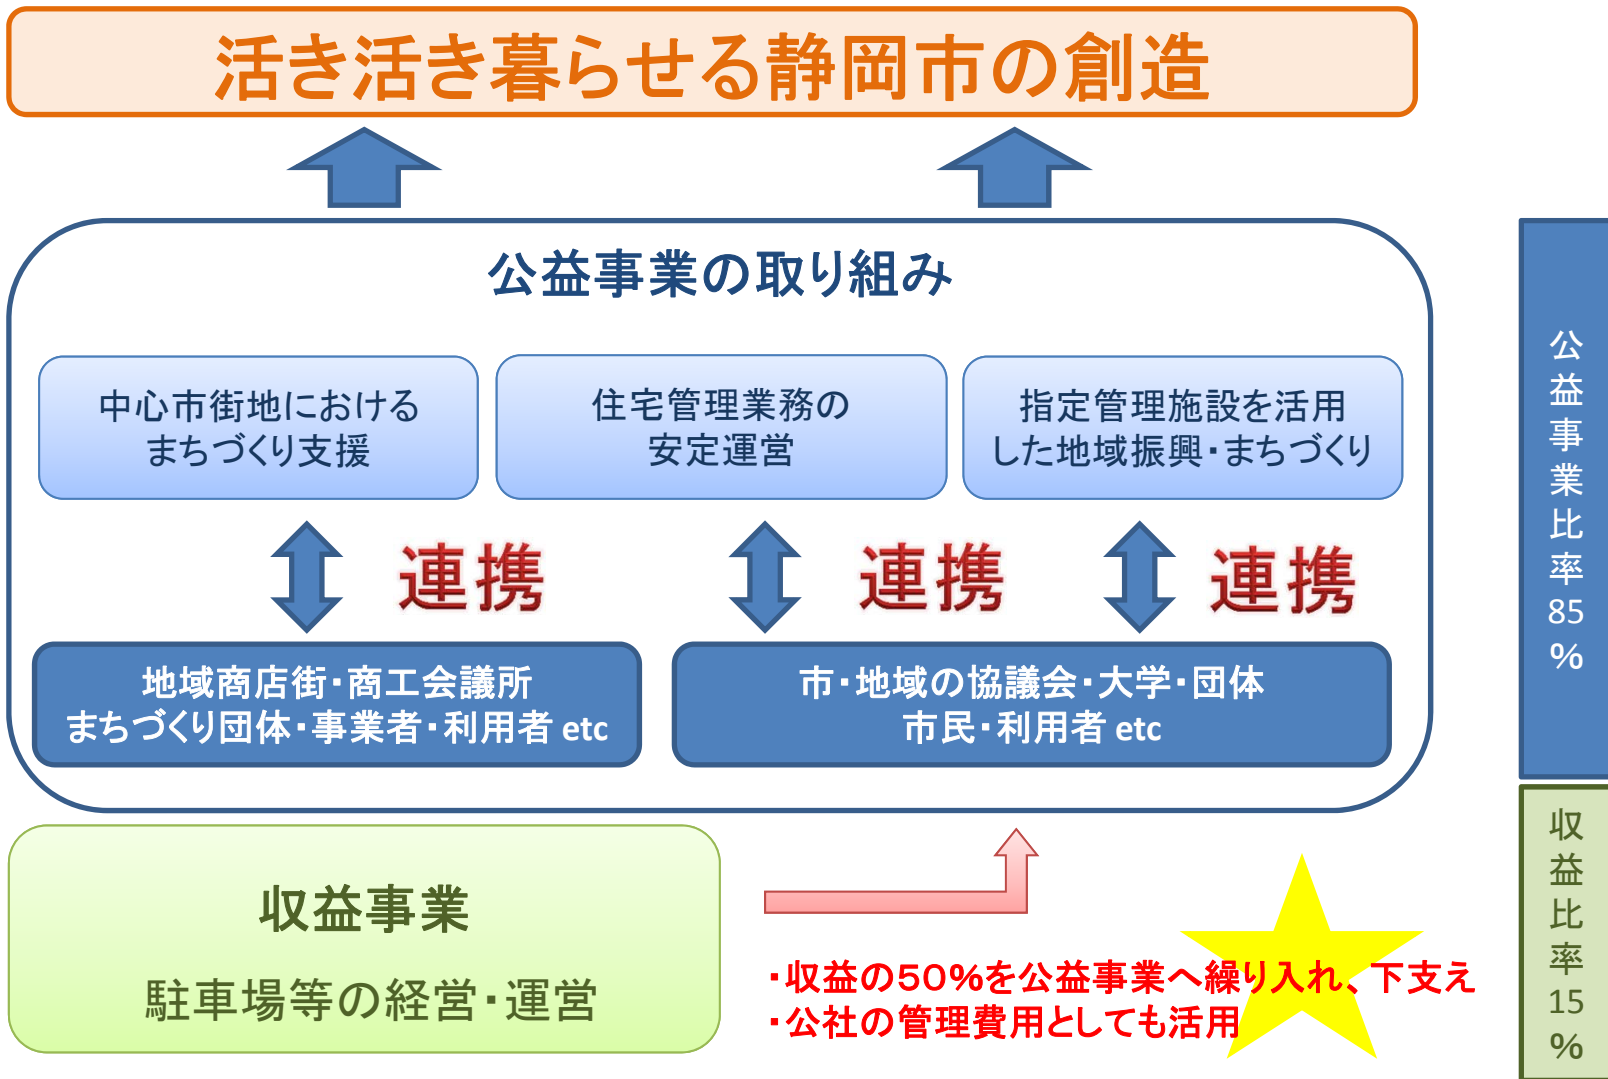 活き活き暮らせる静岡市の創造
公益事業の取り組み
中心市街地における
まちづくり支援
住宅管理業務の
安定運営
指定管理施設を活用
した地域振興・まちづくり
連携
連携
連携
地域商店街・商工会議所
まちづくり団体・事業者・利用者 etc
市・地域の協議会・大学・団体
市民・利用者 etc
収益事業
駐車場等の経営・運営
・収益の50%を公益事業へ繰り入れ、下支え
・公社の管理費用としても活用
公益事業比率85%
収益比率15%